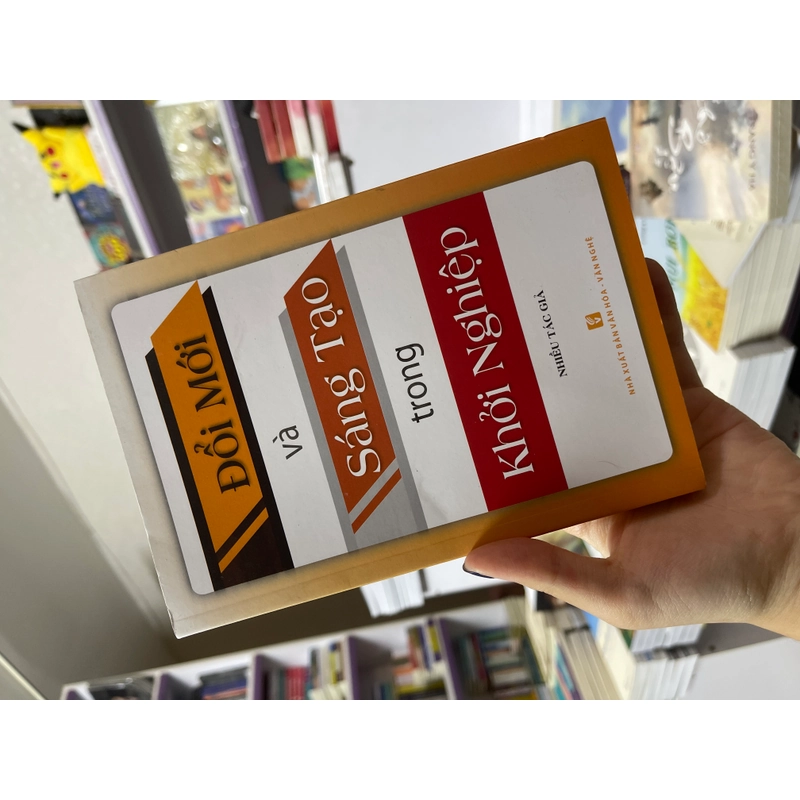 Đổi Mới
và
Sáng Tạo
trong
Khởi Nghiệp
NHIỀU TÁC GIẢ
NHÀ XUẤT BẢN VĂN HÓA - VĂN NGHỆ